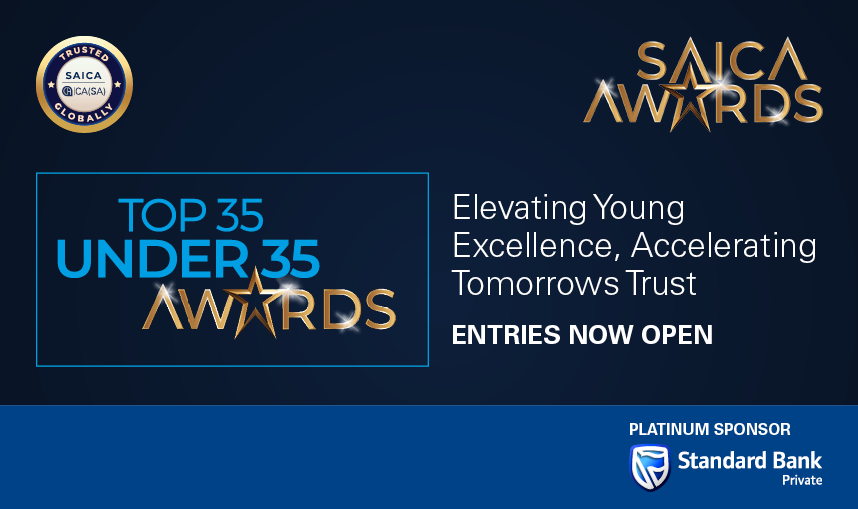 TRUSTED
SAICA
CA(SA)
GLOBALLY
SAICA
AWARDS
TOP 35
UNDER 35
AWARDS
Elevating Young
Excellence, Accelerating
Tomorrows Trust
ENTRIES NOW OPEN
PLATINUM SPONSOR
Standard Bank
Private